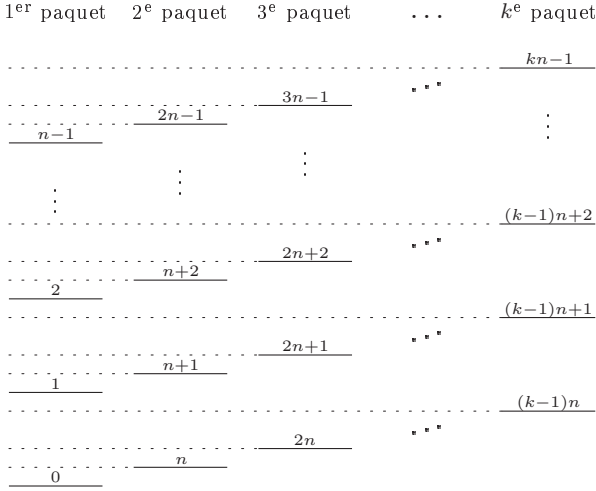 1er paquet 2e paquet 3e paquet ... ke paquet
kn−1
3n−1
2n−1
n−1
(k−1)n+2
2n+2
n+2
2
(k−1)n+1
2n+1
n+1
1
(k−1)n
2n
n
0